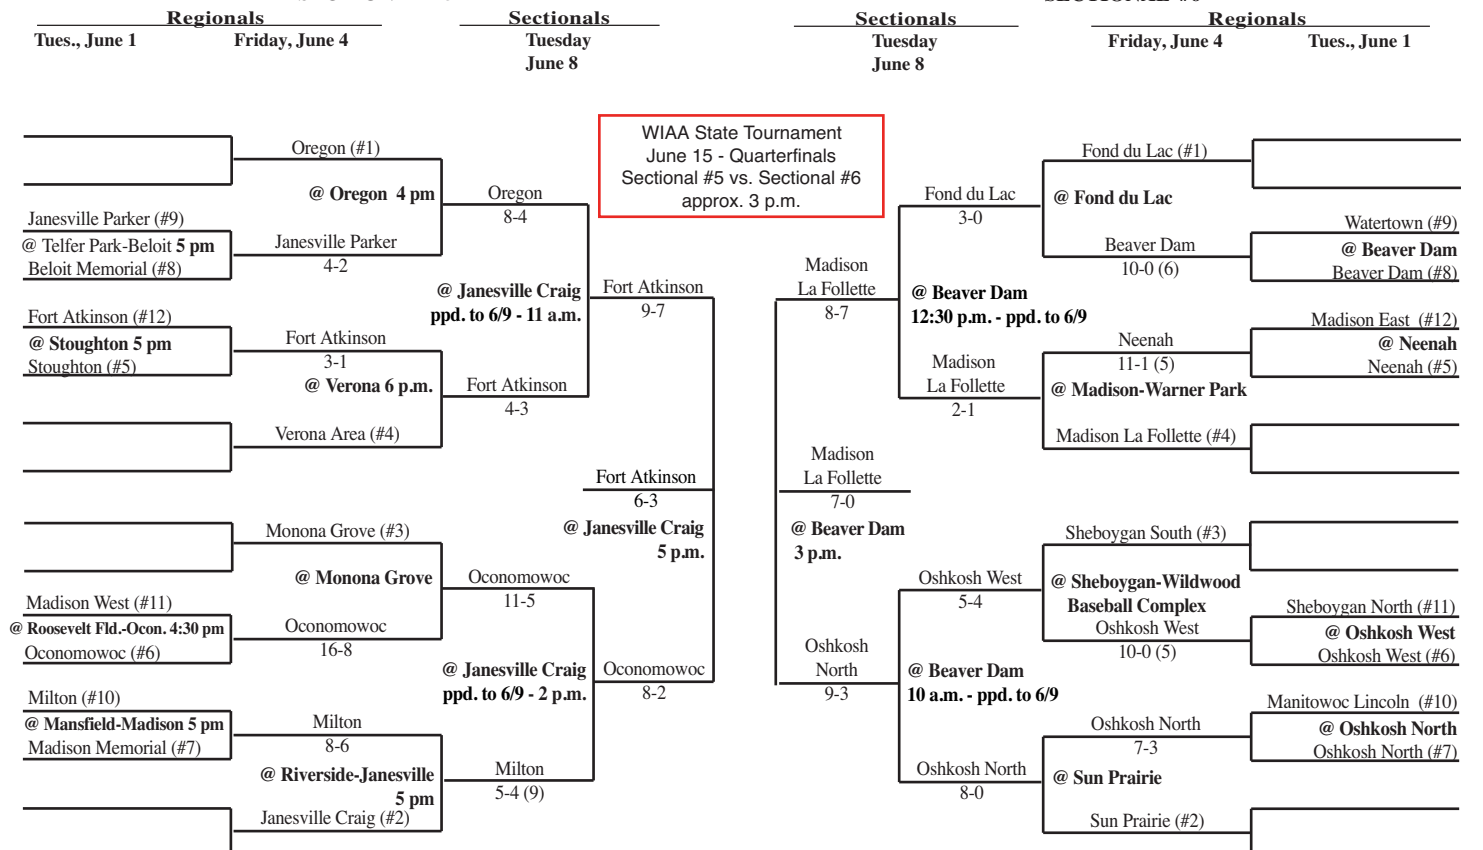 Regionals
Tues., June 1
Friday, June 4
Sectionals
Tuesday
June 8
Oregon (#1)
@ Oregon 4 pm
Janesville Parker (#9)
@ Telfer Park-Beloit 5 pm
Beloit Memorial (#8)
Janesville Parker
4-2
Oregon
8-4
Fort Atkinson (#12)
@ Stoughton 5 pm
Stoughton (#5)
Fort Atkinson
3-1
@ Verona 6 p.m.
Verona Area (#4)
Fort Atkinson
4-3
@ Janesville Craig
ppd. to 6/9 - 11 a.m.
Fort Atkinson
9-7
Fort Atkinson
6-3
@ Janesville Craig
5 p.m.
Monona Grove (#3)
@ Monona Grove
Madison West (#11)
@ Roosevelt Fld.-Ocon. 4:30 pm
Oconomowoc (#6)
Oconomowoc
16-8
Oconomowoc
11-5
@ Janesville Craig
ppd. to 6/9 - 2 p.m.
Oconomowoc
8-2
Milton (#10)
@ Mansfield-Madison 5 pm
Madison Memorial (#7)
Milton
8-6
@ Riverside-Janesville
5 pm
Janesville Craig (#2)
Milton
5-4 (9)
WIAA State Tournament
June 15 - Quarterfinals
Sectional #5 vs. Sectional #6
approx. 3 p.m.
Sectionals
Tuesday
June 8
Regionals
Friday, June 4
Tues., June 1
Fond du Lac (#1)
@ Fond du Lac
Fond du Lac
3-0
Watertown (#9)
@ Beaver Dam
Beaver Dam (#8)
Beaver Dam
10-0 (6)
Madison
La Follette
8-7
@ Beaver Dam
12:30 p.m. - ppd. to 6/9
Madison East (#12)
@ Neenah
Neenah (#5)
Neenah
11-1 (5)
@ Madison-Warner Park
Madison La Follette (#4)
Madison
La Follette
2-1
Madison
La Follette
7-0
@ Beaver Dam
3 p.m.
Sheboygan South (#3)
@ Sheboygan-Wildwood
Baseball Complex
Oshkosh West
10-0 (5)
Sheboygan North (#11)
@ Oshkosh West
Oshkosh West (#6)
Oshkosh West
5-4
Oshkosh
North
9-3
@ Beaver Dam
10 a.m. - ppd. to 6/9
Manitowoc Lincoln (#10)
@ Oshkosh North
Oshkosh North (#7)
Oshkosh North
7-3
@ Sun Prairie
Oshkosh North
8-0
Sun Prairie (#2)